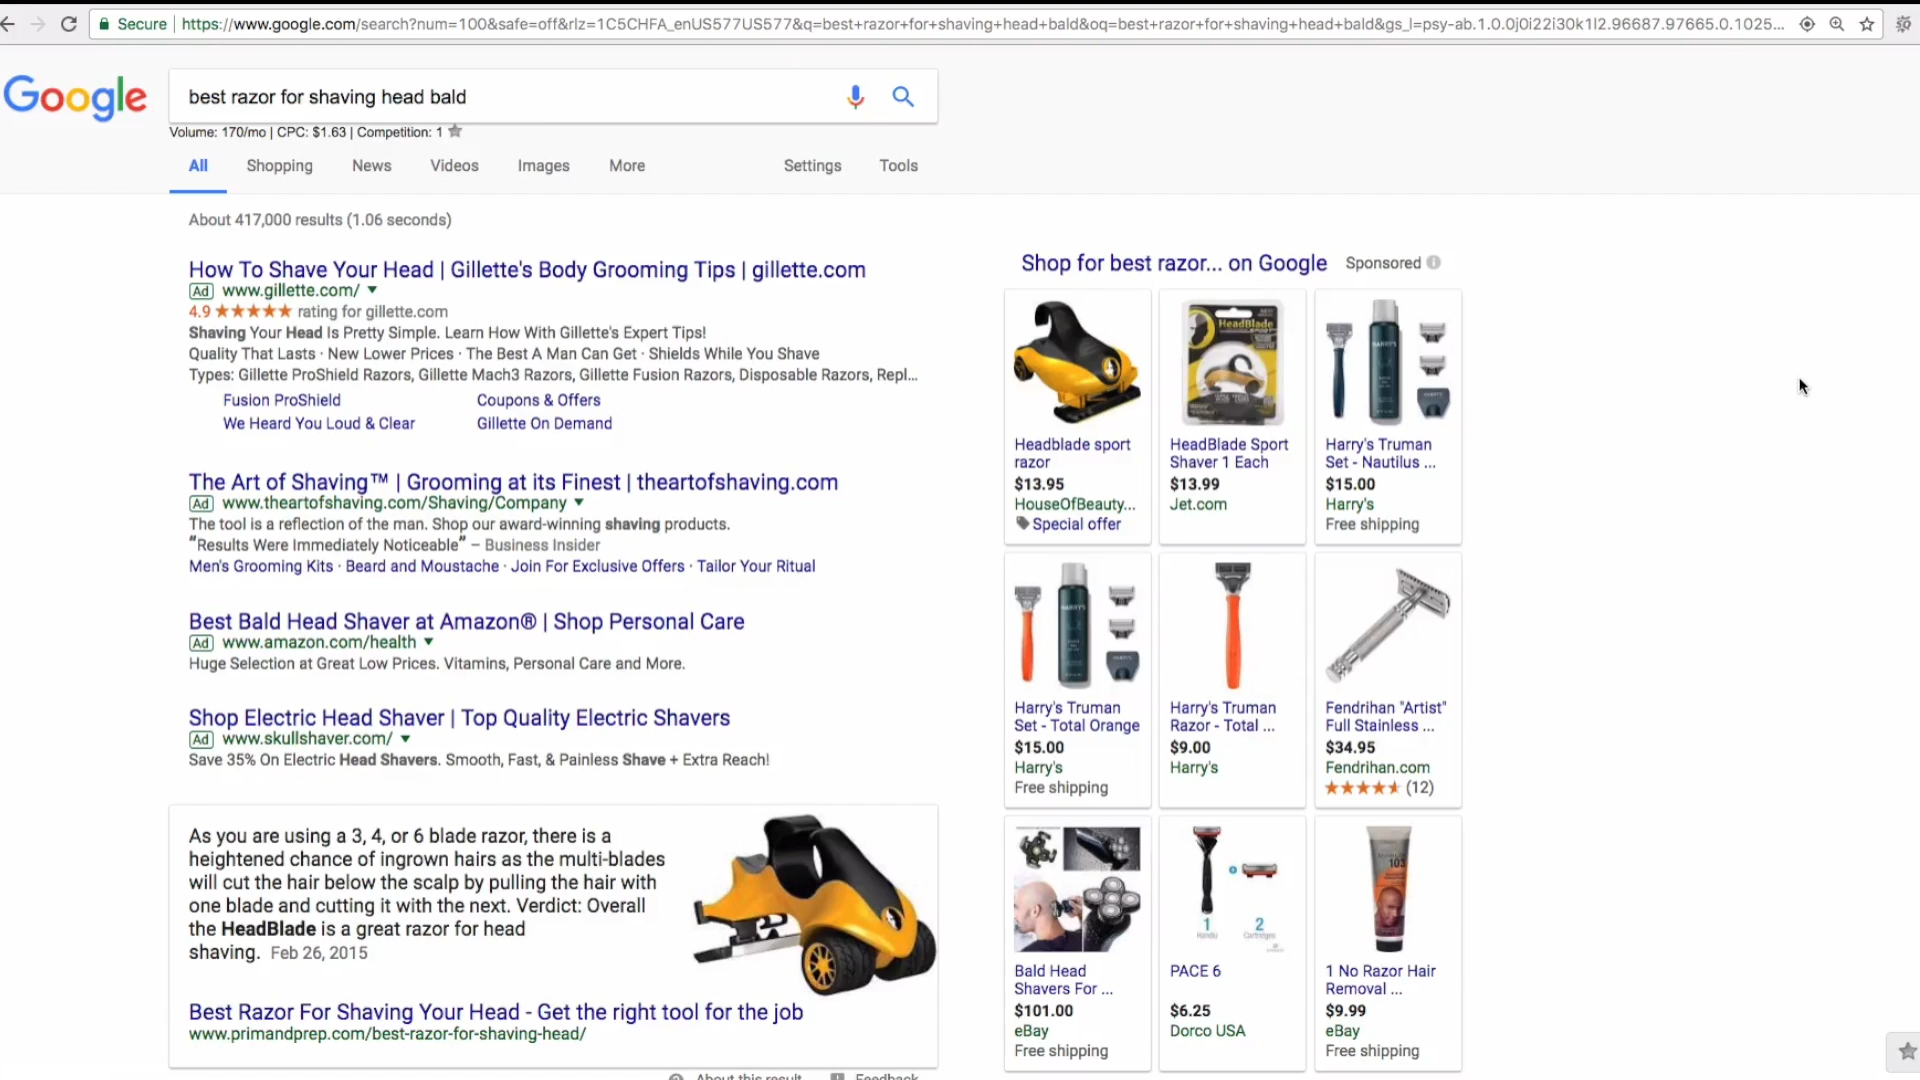 Secure
https://www.google.com/search?num=100&safe=off&rlz=1C5CHFA_enUS577US577&q=best+razor+for+shaving+head+bald&oq=best+razor+for+shaving+head+bald&gs_l=psy-ab.1.0.0j0i22i30k1l2.96687.97665.0.1025...
Google
best razor for shaving head bald
Volume: 170/mo | CPC: $1.63 | Competition: 1
All Shopping News Videos Images More Settings Tools
About 417,000 results (1.06 seconds)
How To Shave Your Head | Gillette's Body Grooming Tips | gillette.com
Ad www.gillette.com/
4.9 rating for gillette.com
Shaving Your Head Is Pretty Simple. Learn How With Gillette's Expert Tips!
Quality That Lasts · New Lower Prices · The Best A Man Can Get · Shields While You Shave
Types: Gillette ProShield Razors, Gillette Mach3 Razors, Gillette Fusion Razors, Disposable Razors, Repl...
Fusion ProShield Coupons & Offers
We Heard You Loud & Clear Gillette On Demand
The Art of Shaving™ | Grooming at its Finest | theartofshaving.com
Ad www.theartofshaving.com/Shaving/Company
The tool is a reflection of the man. Shop our award-winning shaving products.
"Results Were Immediately Noticeable" – Business Insider
Men's Grooming Kits · Beard and Moustache · Join For Exclusive Offers · Tailor Your Ritual
Best Bald Head Shaver at Amazon® | Shop Personal Care
Ad www.amazon.com/health
Huge Selection at Great Low Prices. Vitamins, Personal Care and More.
Shop Electric Head Shaver | Top Quality Electric Shavers
Ad www.skullshaver.com/
Save 35% On Electric Head Shavers. Smooth, Fast, & Painless Shave + Extra Reach!
As you are using a 3, 4, or 6 blade razor, there is a
heightened chance of ingrown hairs as the multi-blades
will cut the hair below the scalp by pulling the hair with
one blade and cutting it with the next. Verdict: Overall
the HeadBlade is a great razor for head
shaving. Feb 26, 2015
Best Razor For Shaving Your Head - Get the right tool for the job
www.primandprep.com/best-razor-for-shaving-head/
About this result Feedback
Shop for best razor... on Google Sponsored
HeadBlade
HARRY'S
Headblade sport
razor
$13.95
HouseOfBeauty...
Special offer
HeadBlade Sport
Shaver 1 Each
$13.99
Jet.com
Harry's Truman
Set - Nautilus ...
$15.00
Harry's
Free shipping
HARRY'S
Harry's Truman
Set - Total Orange
$15.00
Harry's
Free shipping
Harry's Truman
Razor - Total ...
$9.00
Harry's
Fendrihan "Artist"
Full Stainless ...
$34.95
Fendrihan.com
(12)
1
Handle
2
Cartridges
103
Bald Head
Shavers For ...
$101.00
eBay
Free shipping
PACE 6
$6.25
Dorco USA
1 No Razor Hair
Removal ...
$9.99
eBay
Free shipping